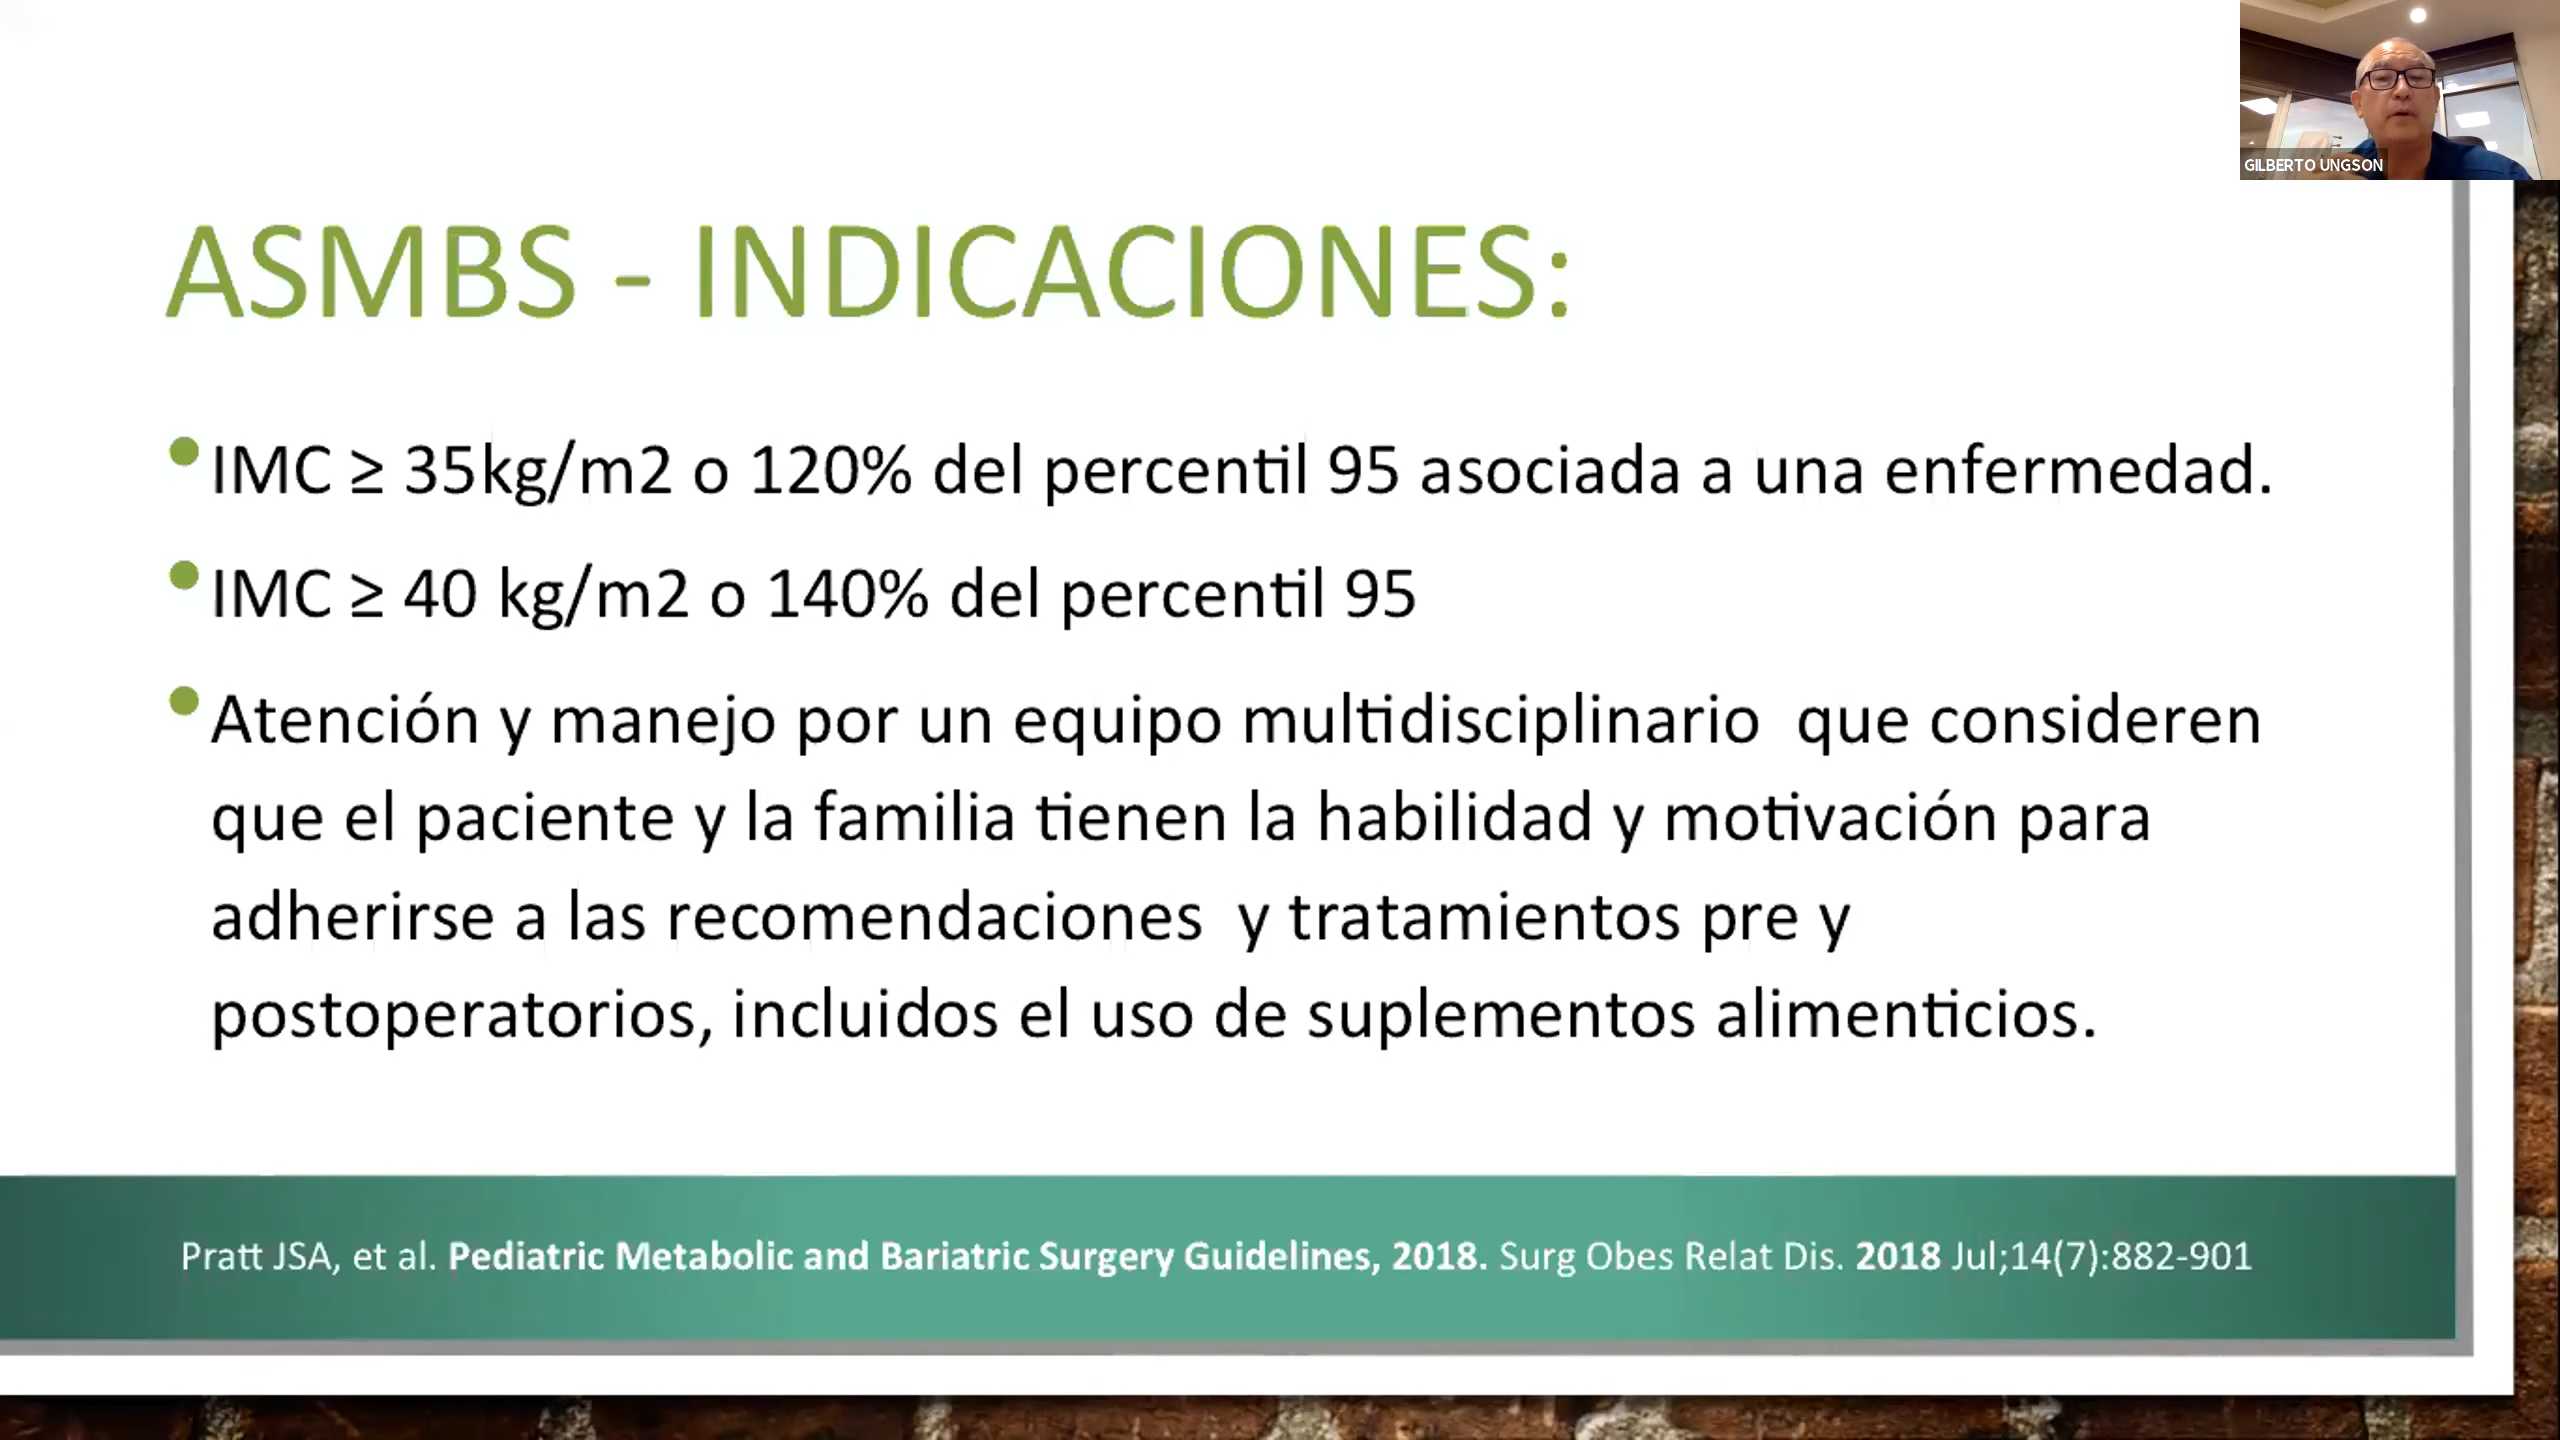 GILBERTO UNGSON
ASMBS - INDICACIONES:
• IMC ≥ 35kg/m2 o 120% del percentil 95 asociada a una enfermedad.
• IMC ≥ 40 kg/m2 o 140% del percentil 95
• Atención y manejo por un equipo multidisciplinario  que consideren
que el paciente y la familia tienen la habilidad y motivación para
adherirse a las recomendaciones  y tratamientos pre y
postoperatorios, incluidos el uso de suplementos alimenticios.
Pratt JSA, et al. Pediatric Metabolic and Bariatric Surgery Guidelines, 2018. Surg Obes Relat Dis. 2018 Jul;14(7):882-901